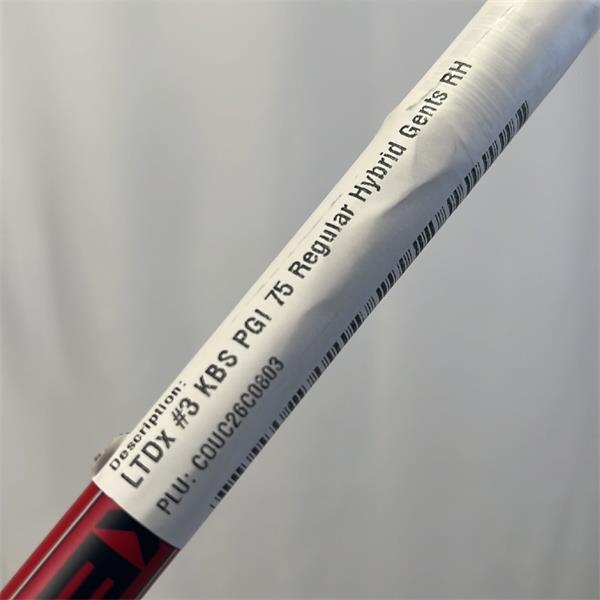 Description:
LTDx #3 KBS PGI 75 Regular Hybrid Gents RH
PLU: COUC26C0803